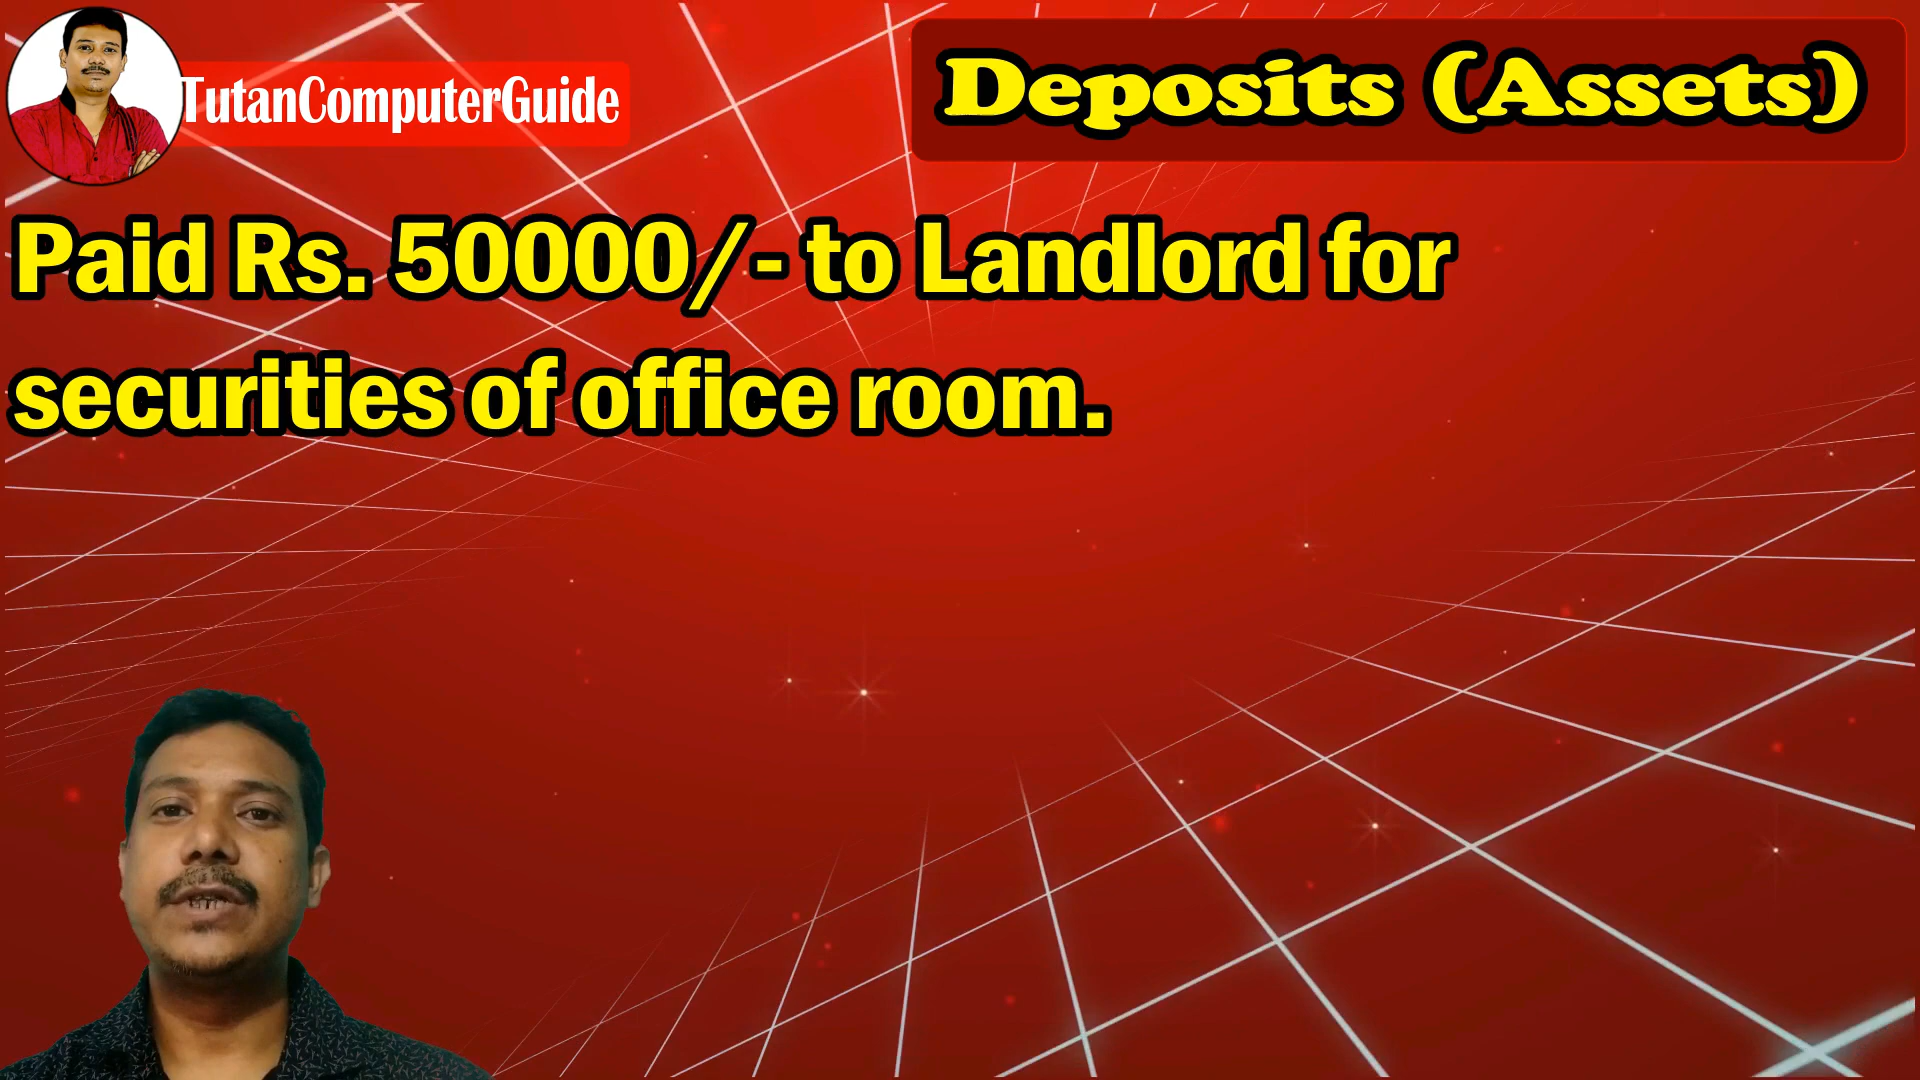 TutanComputerGuide
Deposits (Assets)
Paid Rs. 50000/- to Landlord for
securities of office room.